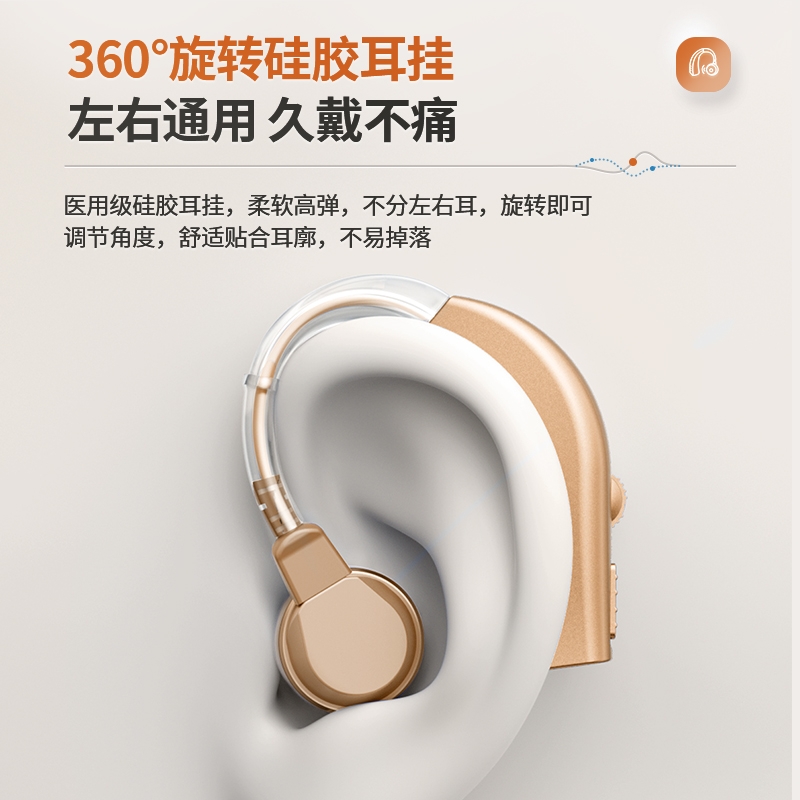 360°旋转硅胶耳挂
左右通用 久戴不痛
医用级硅胶耳挂，柔软高弹，不分左右耳，旋转即可
调节角度，舒适贴合耳廓，不易掉落